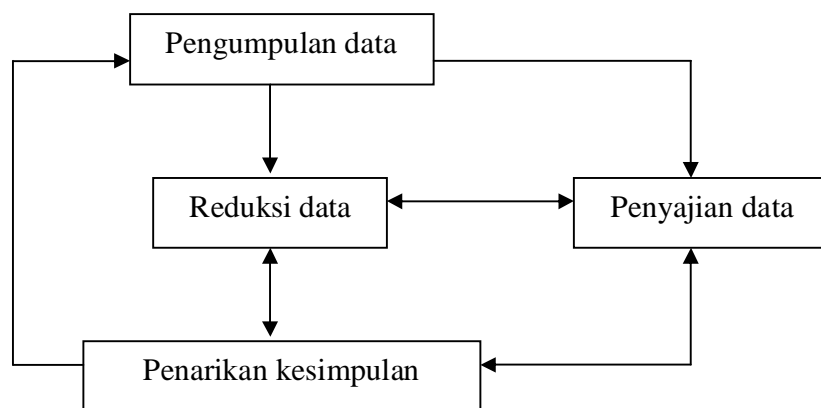 Pengumpulan data
Reduksi data
Penyajian data
Penarikan kesimpulan